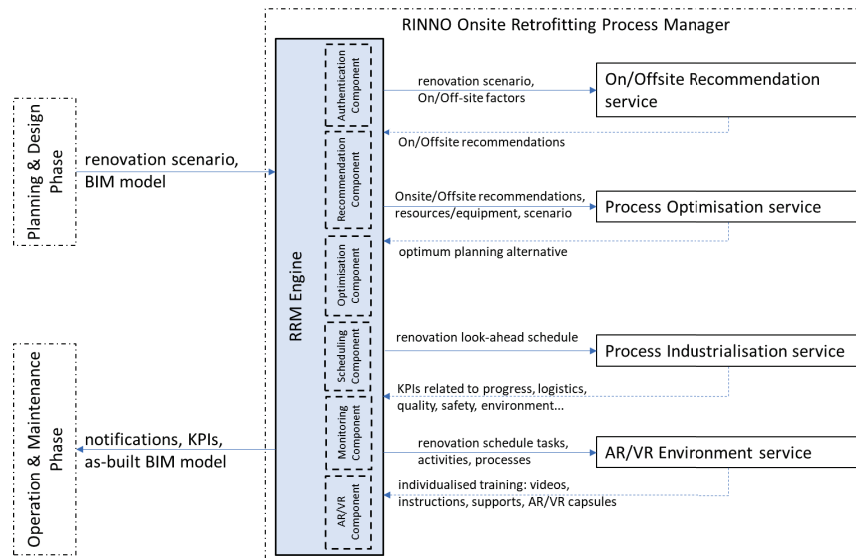 RINNO Onsite Retrofitting Process Manager
Planning & Design
Phase
renovation scenario,
BIM model
Operation & Maintenance
Phase
notifications, KPIs,
as-built BIM model
RRM Engine
Authentication
Component
Recommendation
Component
Optimisation
Component
Scheduling
Component
Monitoring
Component
AR/VR
Component
renovation scenario,
On/Off-site factors
On/Offsite Recommendation
service
On/Offsite recommendations
Onsite/Offsite recommendations,
resources/equipment, scenario
Process Optimisation service
optimum planning alternative
renovation look-ahead schedule
Process Industrialisation service
KPIs related to progress, logistics,
quality, safety, environment...
renovation schedule tasks,
activities, processes
AR/VR Environment service
individualised training: videos,
instructions, supports, AR/VR capsules